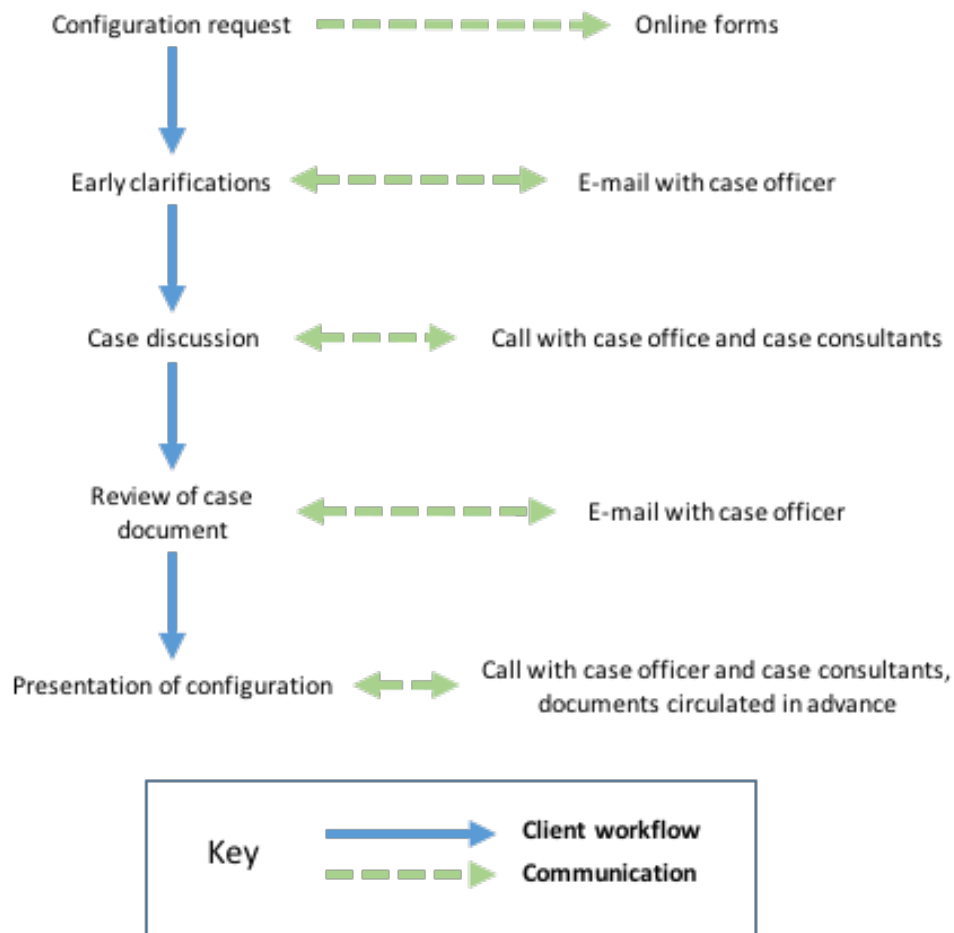 Configuration request
Online forms
Early clarifications
E-mail with case officer
Case discussion
Call with case office and case consultants
Review of case
document
E-mail with case officer
Presentation of configuration
Call with case officer and case consultants,
documents circulated in advance
Key
Client workflow
Communication